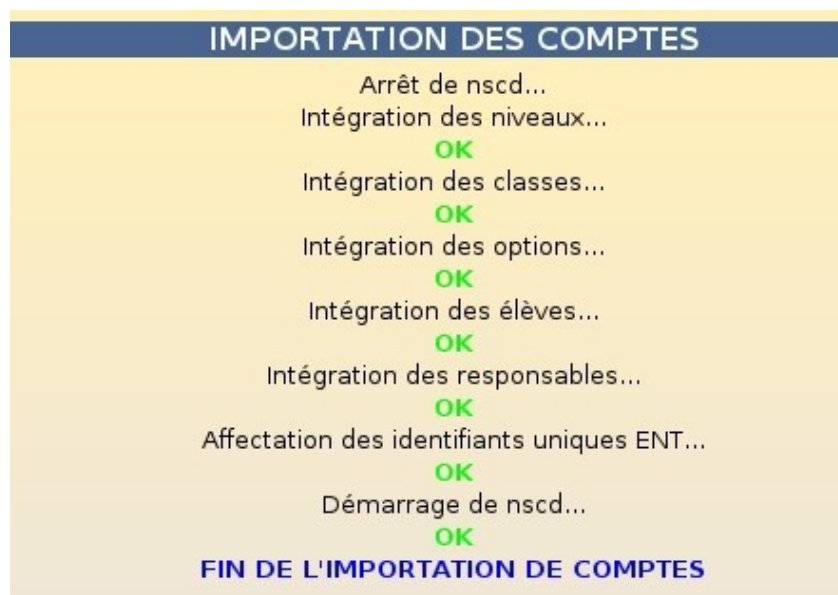 IMPORTATION DES COMPTES
Arrêt de nscd...
Intégration des niveaux...
OK
Intégration des classes...
OK
Intégration des options...
OK
Intégration des élèves...
OK
Intégration des responsables...
OK
Affectation des identifiants uniques ENT...
OK
Démarrage de nscd...
OK
FIN DE L'IMPORTATION DE COMPTES